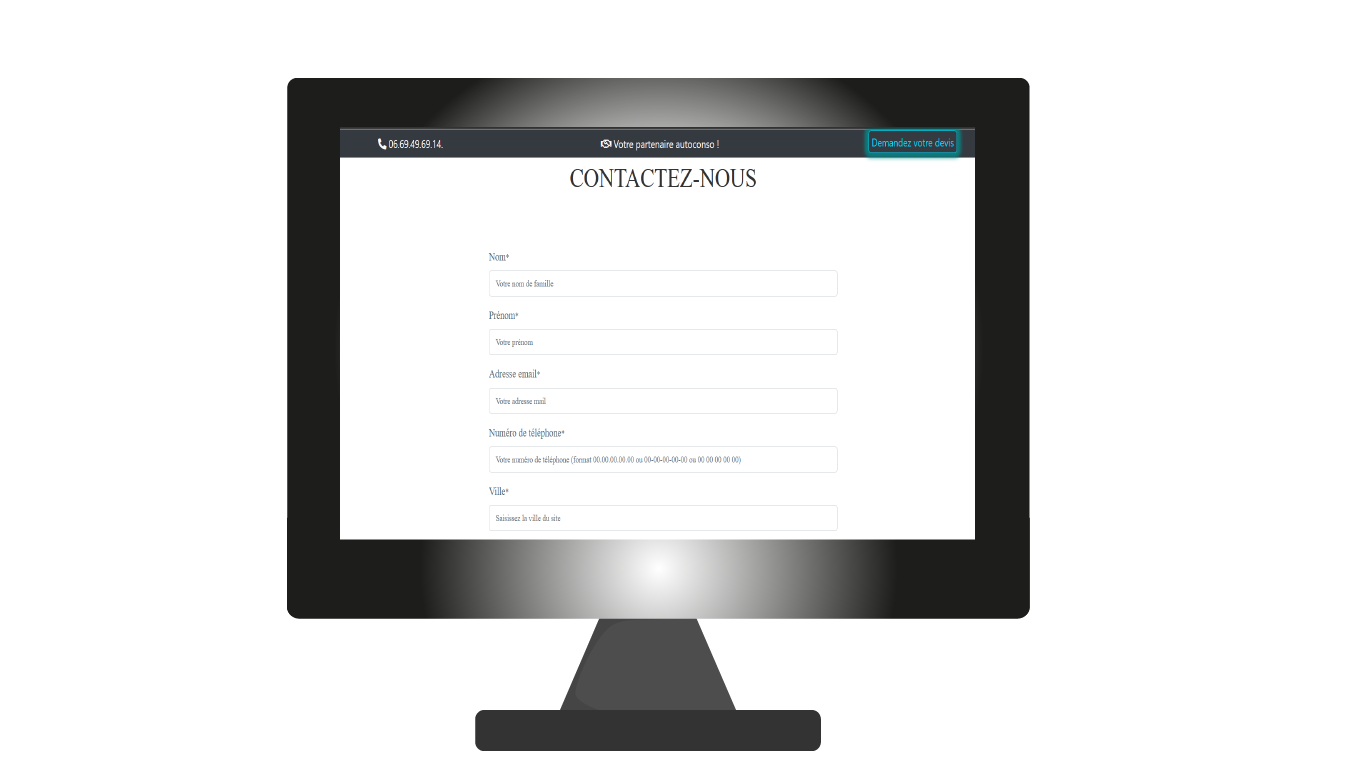 06.69.49.69.14.
Votre partenaire autoconso !
Demandez votre devis
CONTACTEZ-NOUS
Nom*
Votre nom de famille
Prénom*
Votre prénom
Adresse email*
Votre adresse mail
Numéro de téléphone*
Votre numéro de téléphone (format 00.00.00.00.00 ou 00-00-00-00-00 ou 00 00 00 00 00)
Ville*
Saisissez la ville du site